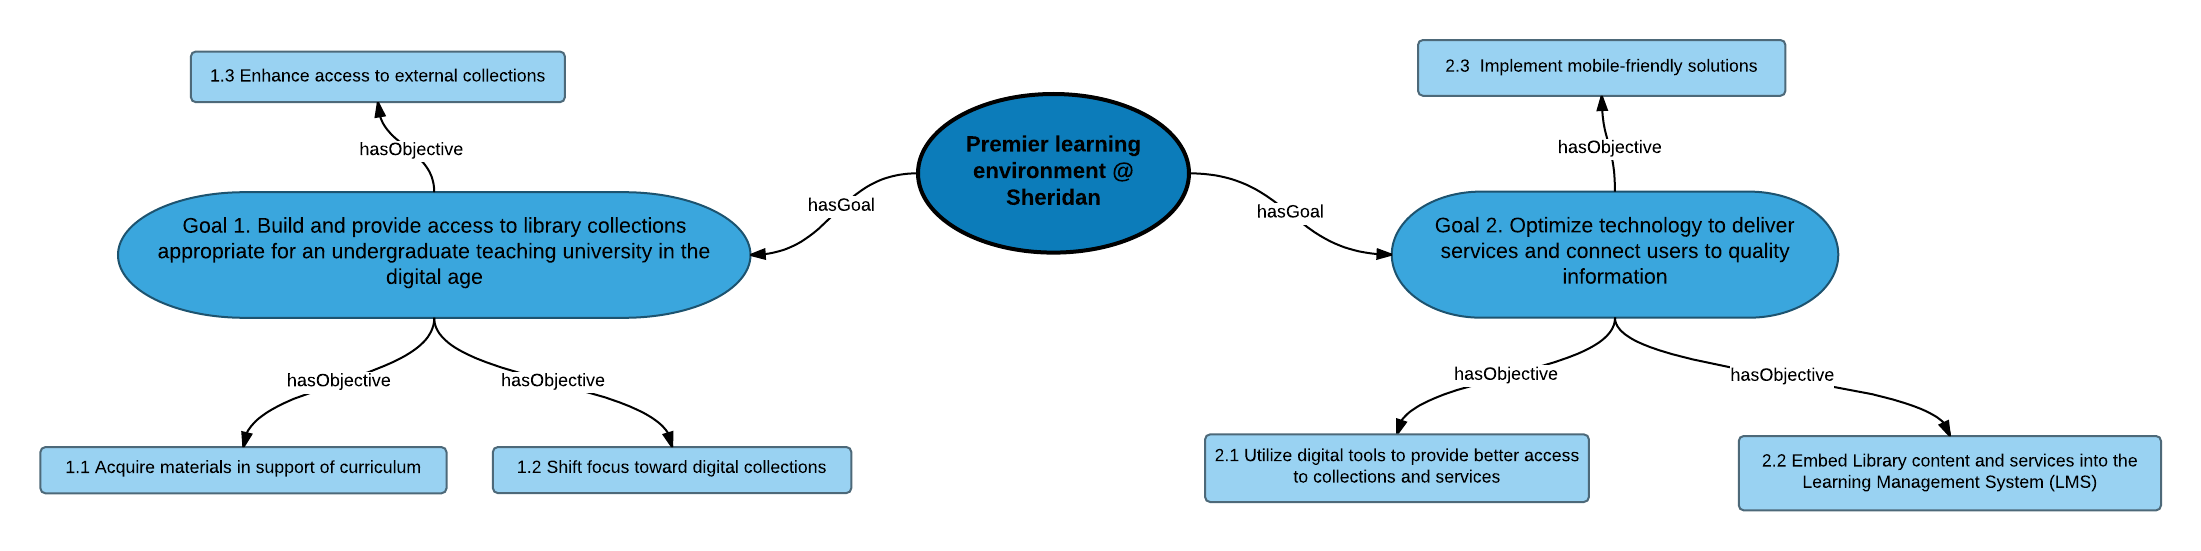 1.3 Enhance access to external collections
hasObjective
Goal 1. Build and provide access to library collections
appropriate for an undergraduate teaching university in the
digital age
hasObjective
hasObjective
1.1 Acquire materials in support of curriculum
1.2 Shift focus toward digital collections
hasGoal
Premier learning
environment @
Sheridan
hasGoal
2.3 Implement mobile-friendly solutions
hasObjective
Goal 2. Optimize technology to deliver
services and connect users to quality
information
hasObjective
hasObjective
2.1 Utilize digital tools to provide better access
to collections and services
2.2 Embed Library content and services into the
Learning Management System (LMS)